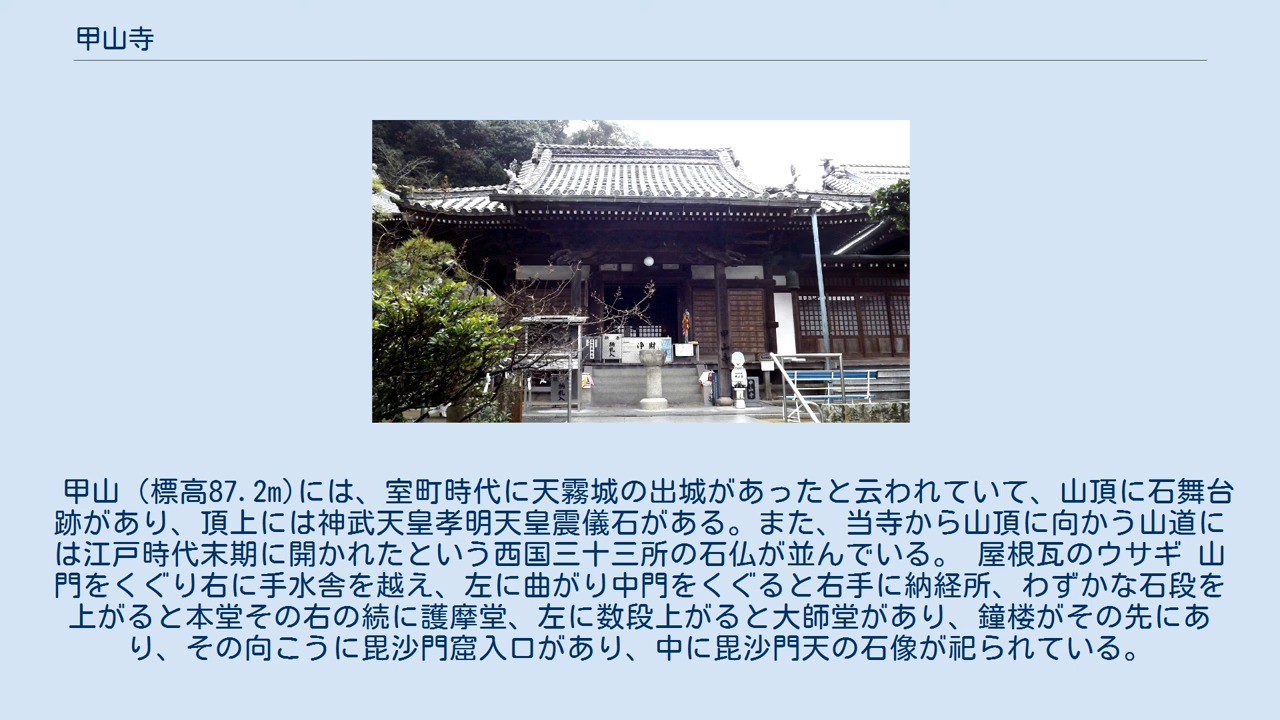 甲山寺
浄財
納札入
甲山 (標高87.2m)には、室町時代に天霧城の出城があったと云われていて、山頂に石舞台
跡があり、頂上には神武天皇孝明天皇震儀石がある。また、当寺から山頂に向かう山道に
は江戸時代末期に開かれたという西国三十三所の石仏が並んでいる。 屋根瓦のウサギ 山
門をくぐり右に手水舎を越え、左に曲がり中門をくぐると右手に納経所、わずかな石段を
上がると本堂その右の続に護摩堂、左に数段上がると大師堂があり、鐘楼がその先にあ
り、その向こうに毘沙門窟入口があり、中に毘沙門天の石像が祀られている。